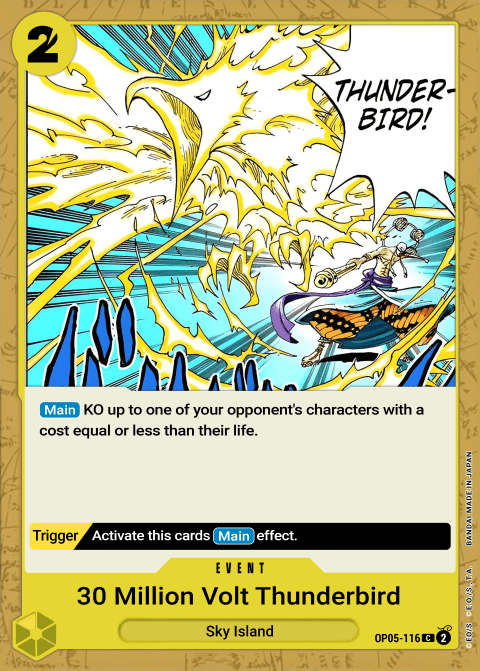 2
THUNDER-
BIRD!
Main KO up to one of your opponent's characters with a
cost equal or less than their life.
Trigger Activate this cards Main effect.
EVENT
30 Million Volt Thunderbird
Sky Island
OP05-116 C 2
©E.O/S. ©E.O./S.,T.A. BANDAI MADE IN JAPAN